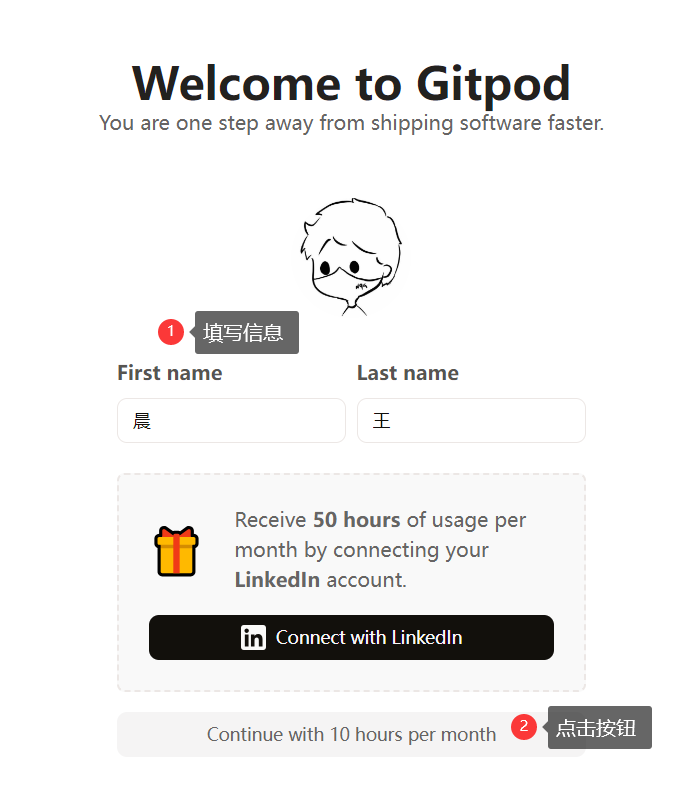 Welcome to Gitpod
You are one step away from shipping software faster.
1 填写信息
First name Last name
晨 王
Receive 50 hours of usage per
month by connecting your
LinkedIn account.
in Connect with LinkedIn
Continue with 10 hours per month 2 点击按钮